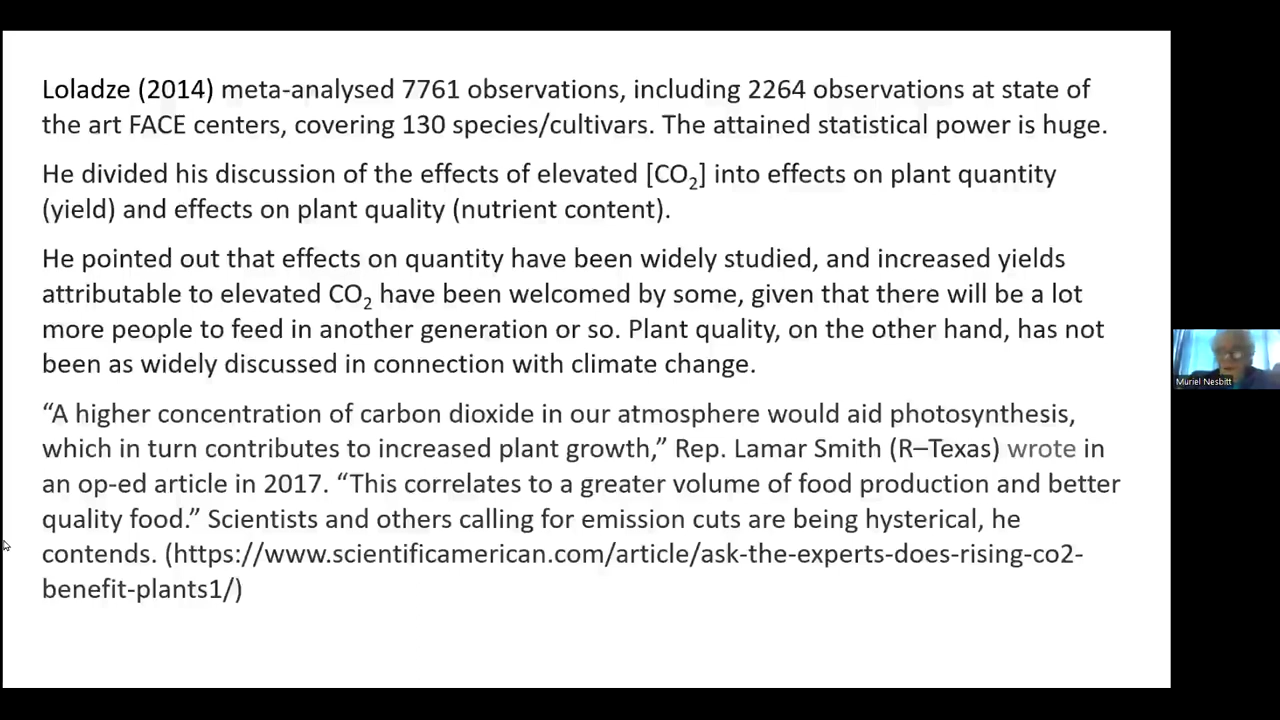 Loladze (2014) meta-analysed 7761 observations, including 2264 observations at state of
the art FACE centers, covering 130 species/cultivars. The attained statistical power is huge.
He divided his discussion of the effects of elevated [CO₂] into effects on plant quantity
(yield) and effects on plant quality (nutrient content).
He pointed out that effects on quantity have been widely studied, and increased yields
attributable to elevated CO₂ have been welcomed by some, given that there will be a lot
more people to feed in another generation or so. Plant quality, on the other hand, has not
been as widely discussed in connection with climate change.
“A higher concentration of carbon dioxide in our atmosphere would aid photosynthesis,
which in turn contributes to increased plant growth,” Rep. Lamar Smith (R–Texas) wrote in
an op-ed article in 2017. “This correlates to a greater volume of food production and better
quality food.” Scientists and others calling for emission cuts are being hysterical, he
contends. (https://www.scientificamerican.com/article/ask-the-experts-does-rising-co2-
benefit-plants1/)
Muriel Nesbitt